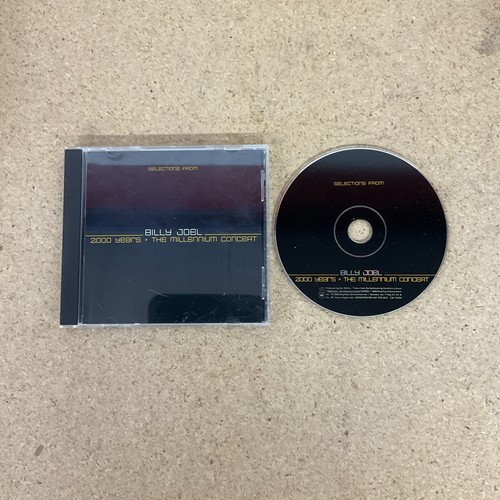 SELECTIONS FROM
BILLY JOEL
2000 YEARS • THE MILLENNIUM CONCERT
SELECTIONS FROM
BILLY JOEL
2000 YEARS • THE MILLENNIUM CONCERT